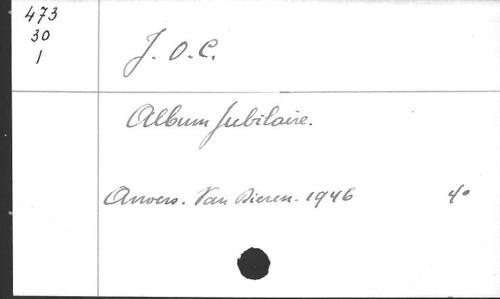 473
30
1
J. O. C.
Album Jubilaire.
Anvers. Van Dieren. 1946 4°